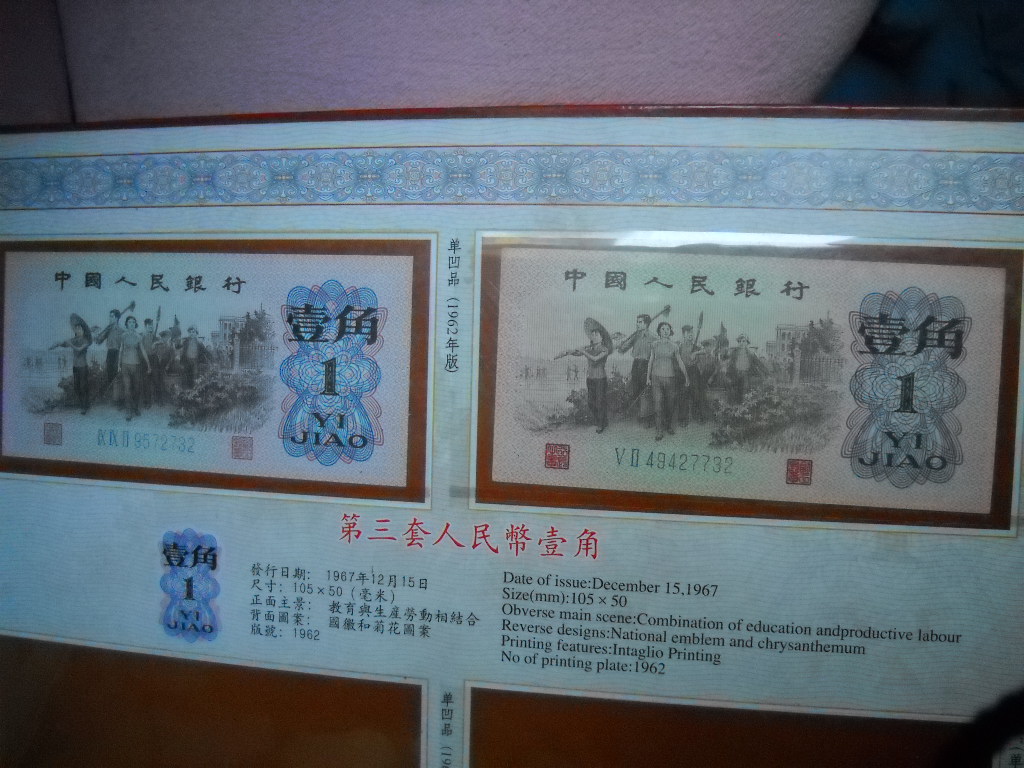 中國人民銀行
壹角
1
YI
JIAO
ⅨⅨⅡ9572732
单凹品 (1962年版)
中國人民銀行
壹角
1
YI
JIAO
ⅤⅡ49427732
第三套人民幣壹角
壹角
1
YI
JIAO
發行日期: 1967年12月15日
尺寸: 105×50 (毫米)
正面主景: 教育與生産勞動相結合
背面圖案: 國徽和菊花圖案
版號: 1962
Date of issue:December 15,1967
Size(mm):105×50
Obverse main scene:Combination of education andproductive labour
Reverse designs:National emblem and chrysanthemum
Printing features:Intaglio Printing
No of printing plate:1962
单凹品 (19